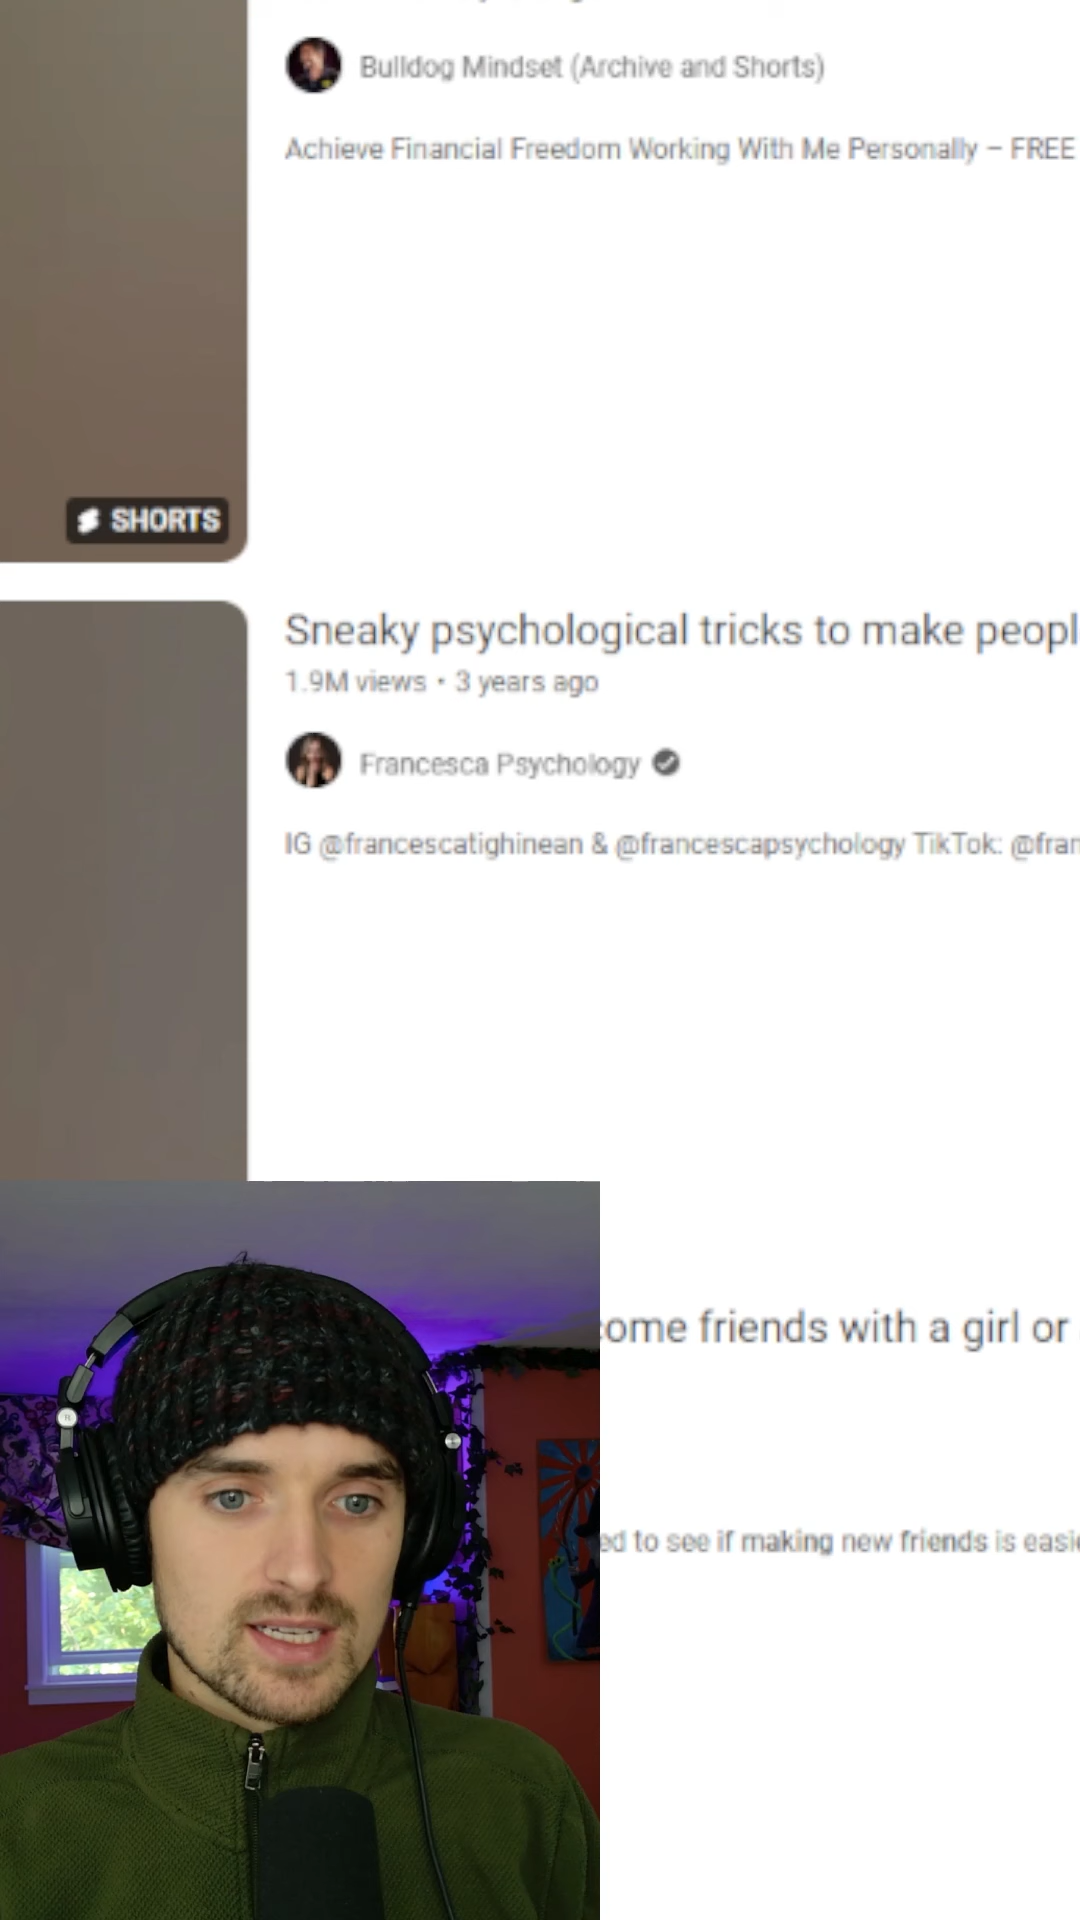 Bulldog Mindset (Archive and Shorts)
Achieve Financial Freedom Working With Me Personally – FREE
SHORTS
Sneaky psychological tricks to make peopl
1.9M views • 3 years ago
Francesca Psychology
IG @francescatighinean & @francescapsychology TikTok: @fran
come friends with a girl or
ed to see if making new friends is easie